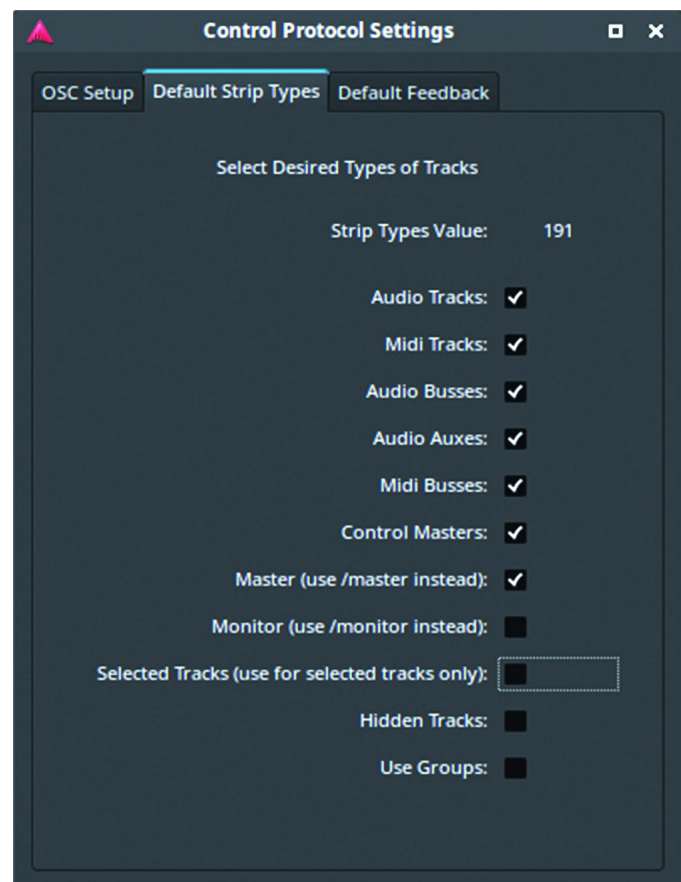 Control Protocol Settings
OSC Setup Default Strip Types Default Feedback
Select Desired Types of Tracks
Strip Types Value: 191
Audio Tracks:
Midi Tracks:
Audio Busses:
Audio Auxes:
Midi Busses:
Control Masters:
Master (use /master instead):
Monitor (use /monitor instead):
Selected Tracks (use for selected tracks only):
Hidden Tracks:
Use Groups: